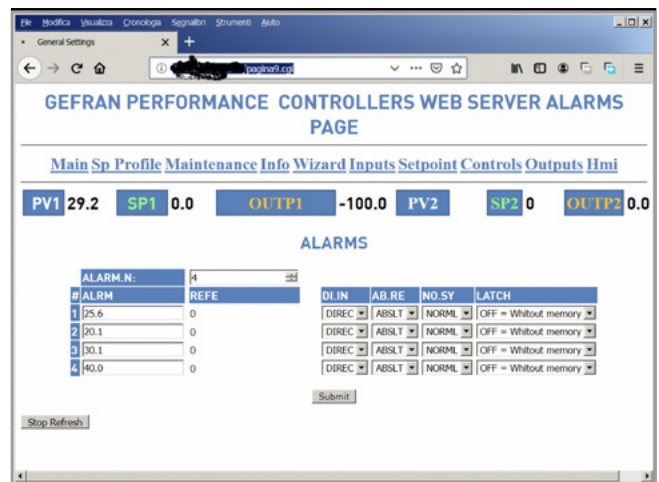 File Modifica Visualizza Cronologia Segnalibri Strumenti Aiuto
General Settings
/pagina9.cgi
GEFRAN PERFORMANCE CONTROLLERS WEB SERVER ALARMS
PAGE
Main Sp Profile Maintenance Info Wizard Inputs Setpoint Controls Outputs Hmi
PV1 29.2 SP1 0.0 OUTP1 -100.0 PV2 SP2 0 OUTP2 0.0
ALARMS
ALARM.N: 4
# ALRM REFE DI.IN AB.RE NO.SY LATCH
1 25.6 0 DIREC ABSLT NORML OFF = Whitout memory
2 20.1 0 DIREC ABSLT NORML OFF = Whitout memory
3 30.1 0 DIREC ABSLT NORML OFF = Whitout memory
4 40.0 0 DIREC ABSLT NORML OFF = Whitout memory
Submit
Stop Refresh